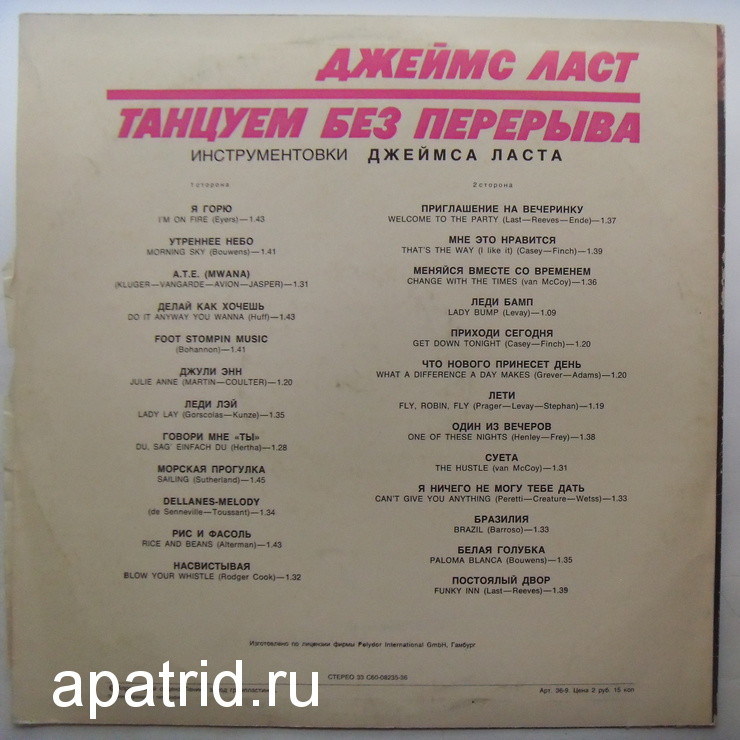 ДЖЕЙМС ЛАСТ
ТАНЦУЕМ БЕЗ ПЕРЕРЫВА
ИНСТРУМЕНТОВКИ ДЖЕЙМСА ЛАСТА
1 сторона
Я ГОРЮ
I'M ON FIRE (Eyers)—1.43
УТРЕННЕЕ НЕБО
MORNING SKY (Bouwens)—1.41
A.T.E. (MWANA)
(KLUGER—VANGARDE—AVION—JASPER)—1.31
ДЕЛАЙ КАК ХОЧЕШЬ
DO IT ANYWAY YOU WANNA (Huff)—1.43
FOOT STOMPIN MUSIC
(Bohannon)—1.41
ДЖУЛИ ЭНН
JULIE ANNE (MARTIN—COULTER)—1.20
ЛЕДИ ЛЭЙ
LADY LAY (Gorscolas—Kunze)—1.35
ГОВОРИ МНЕ «ТЫ»
DU, SAG' EINFACH DU (Hertha)—1.28
МОРСКАЯ ПРОГУЛКА
SAILING (Sutherland)—1.45
DELLANES-MELODY
(de Senneville—Toussant)—1.34
РИС И ФАСОЛЬ
RICE AND BEANS (Alterman)—1.43
НАСВИСТЫВАЯ
BLOW YOUR WHISTLE (Rodger Cook)—1.32
2 сторона
ПРИГЛАШЕНИЕ НА ВЕЧЕРИНКУ
WELCOME TO THE PARTY (Last—Reeves—Ende)—1.37
МНЕ ЭТО НРАВИТСЯ
THAT'S THE WAY (I like it) (Casey—Finch)—1.39
МЕНЯЙСЯ ВМЕСТЕ СО ВРЕМЕНЕМ
CHANGE WITH THE TIMES (van McCoy)—1.36
ЛЕДИ БАМП
LADY BUMP (Levay)—1.09
ПРИХОДИ СЕГОДНЯ
GET DOWN TONIGHT (Casey—Finch)—1.20
ЧТО НОВОГО ПРИНЕСЕТ ДЕНЬ
WHAT A DIFFERENCE A DAY MAKES (Grever—Adams)—1.20
ЛЕТИ
FLY, ROBIN, FLY (Prager—Levay—Stephan)—1.19
ОДИН ИЗ ВЕЧЕРОВ
ONE OF THESE NIGHTS (Henley—Frey)—1.38
СУЕТА
THE HUSTLE (van McCoy)—1.31
Я НИЧЕГО НЕ МОГУ ТЕБЕ ДАТЬ
CAN'T GIVE YOU ANYTHING (Peretti—Creature—Wetss)—1.33
БРАЗИЛИЯ
BRAZIL (Barroso)—1.33
БЕЛАЯ ГОЛУБКА
PALOMA BLANCA (Bouwens)—1.35
ПОСТОЯЛЫЙ ДВОР
FUNKY INN (Last—Reeves)—1.39
Изготовлено по лицензии фирмы Polydor International GmbH, Гамбург
СТЕРЕО 33 С60-08235-36
Арт. 36-5. Цена 2 руб. 15 коп
apatrid.ru